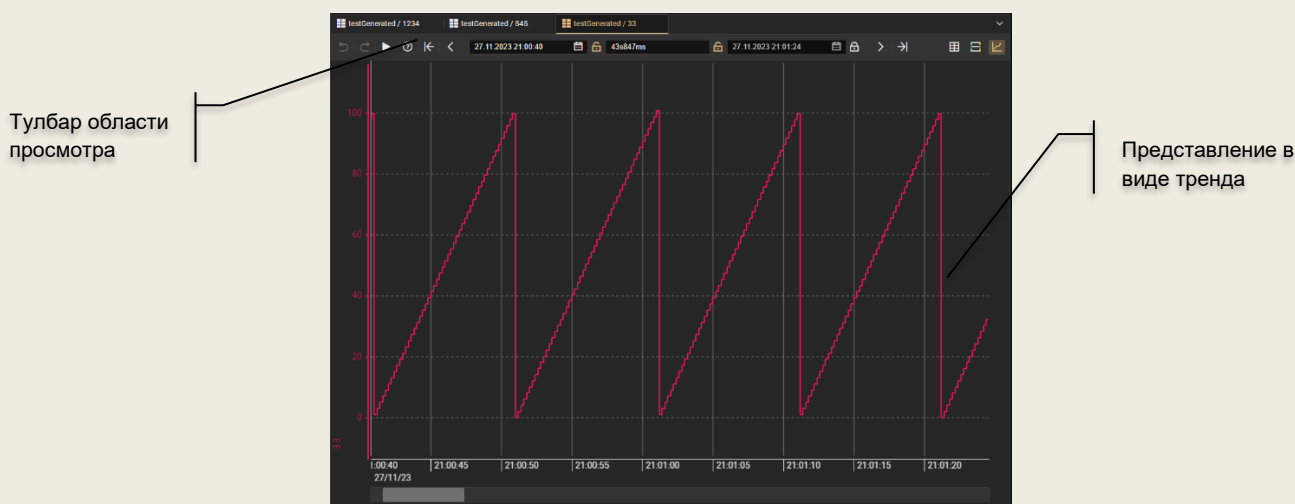 testGenerated / 1234 testGenerated / 545 testGenerated / 33
27.11.2023 21:00:40 43s847ms 27.11.2023 21:01:24
Тулбар области
просмотра
Представление в
виде тренда
100
80
60
40
20
0
33
:00:40 21:00:45 21:00:50 21:00:55 21:01:00 21:01:05 21:01:10 21:01:15 21:01:20
27/11/23